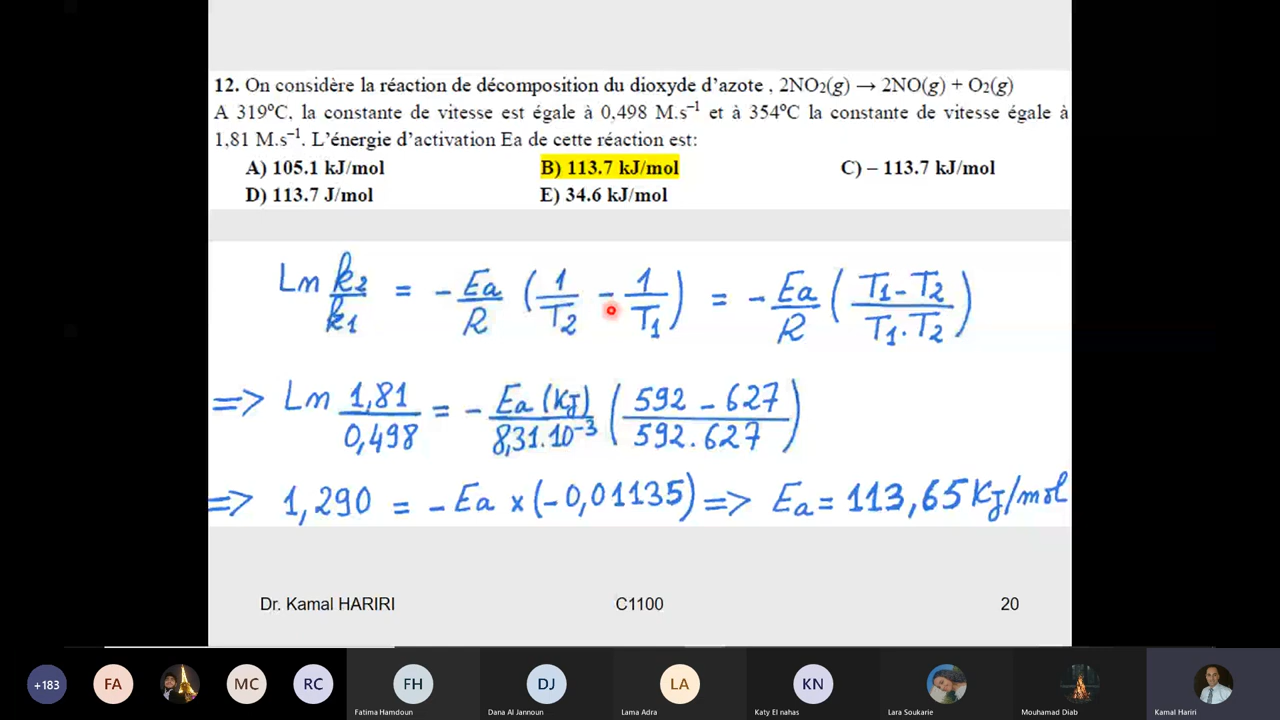 12. On considère la réaction de décomposition du dioxyde d'azote , 2NO₂(g) → 2NO(g) + O₂(g)
A 319°C, la constante de vitesse est égale à 0,498 M.s⁻¹ et à 354°C la constante de vitesse égale à
1,81 M.s⁻¹. L'énergie d'activation Ea de cette réaction est:
A) 105.1 kJ/mol B) 113.7 kJ/mol C) – 113.7 kJ/mol
D) 113.7 J/mol E) 34.6 kJ/mol
Ln k₂/k₁ = - Ea/R (1/T₂ - 1/T₁) = - Ea/R (T₁ - T₂ / T₁.T₂)
=> Ln 1,81/0,498 = - Ea (KJ)/8,31.10⁻³ (592 - 627 / 592.627)
=> 1,290 = - Ea x (-0,01135) => Ea = 113,65 KJ/mol
Dr. Kamal HARIRI C1100 20
+183 FA MC RC FH DJ LA KN
Fatima Hamdoun Dana Al Jannoun Lama Adra Katy El nahas Lara Soukarie Mouhamad Diab Kamal Hariri